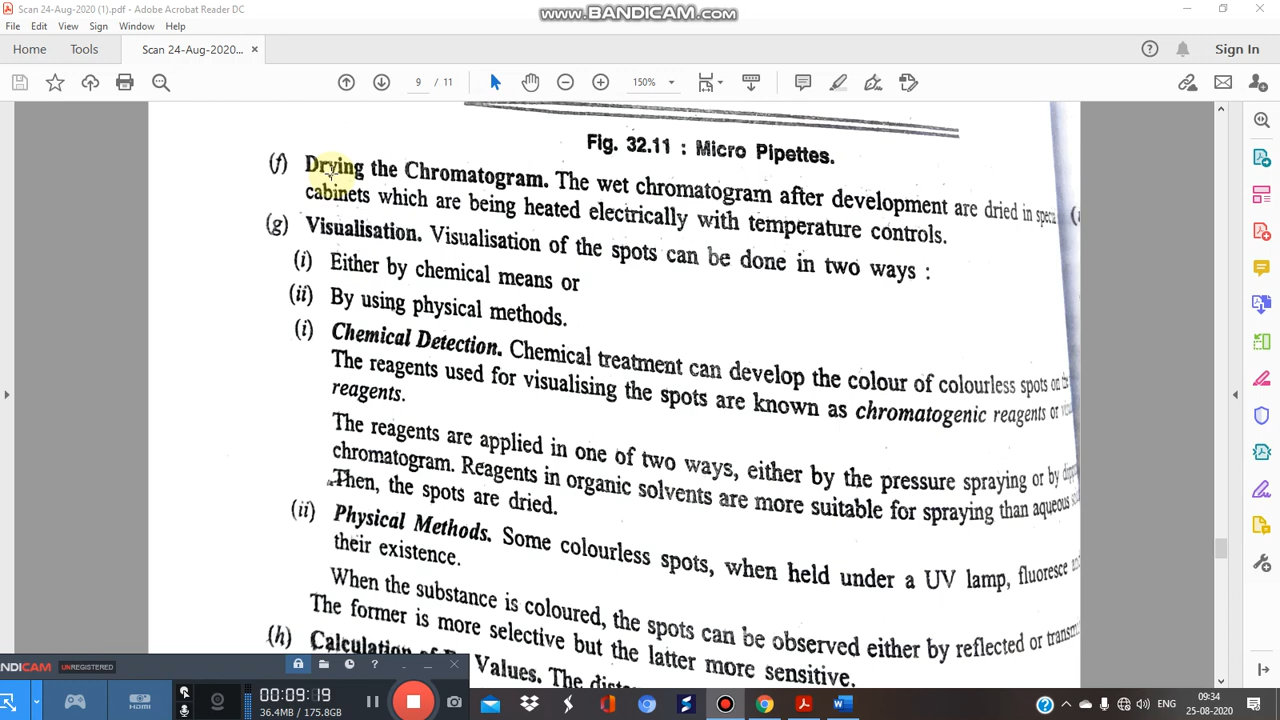 Scan 24-Aug-2020 (1).pdf - Adobe Acrobat Reader DC
www.BANDICAM.com
File Edit View Sign Window Help
Home Tools Scan 24-Aug-2020... × Sign In
9 / 11 150%
Fig. 32.11 : Micro Pipettes.
(f) Drying the Chromatogram. The wet chromatogram after development are dried in
cabinets which are being heated electrically with temperature controls.
(g) Visualisation. Visualisation of the spots can be done in two ways :
(i) Either by chemical means or
(ii) By using physical methods.
(i) Chemical Detection. Chemical treatment can develop the colour of colourless spots on
The reagents used for visualising the spots are known as chromatogenic reagents or
reagents.
The reagents are applied in one of two ways, either by the pressure spraying or by
chromatogram. Reagents in organic solvents are more suitable for spraying than aqueous
Then, the spots are dried.
(ii) Physical Methods. Some colourless spots, when held under a UV lamp, fluoresce
their existence.
When the substance is coloured, the spots can be observed either by reflected or
The former is more selective but the latter more sensitive.
(h) Calculation of Values. The
ANDICAM UNREGISTERED
00:09:19
36.4MB / 175.8GB
HDMI
ENG 09:34
25-08-2020